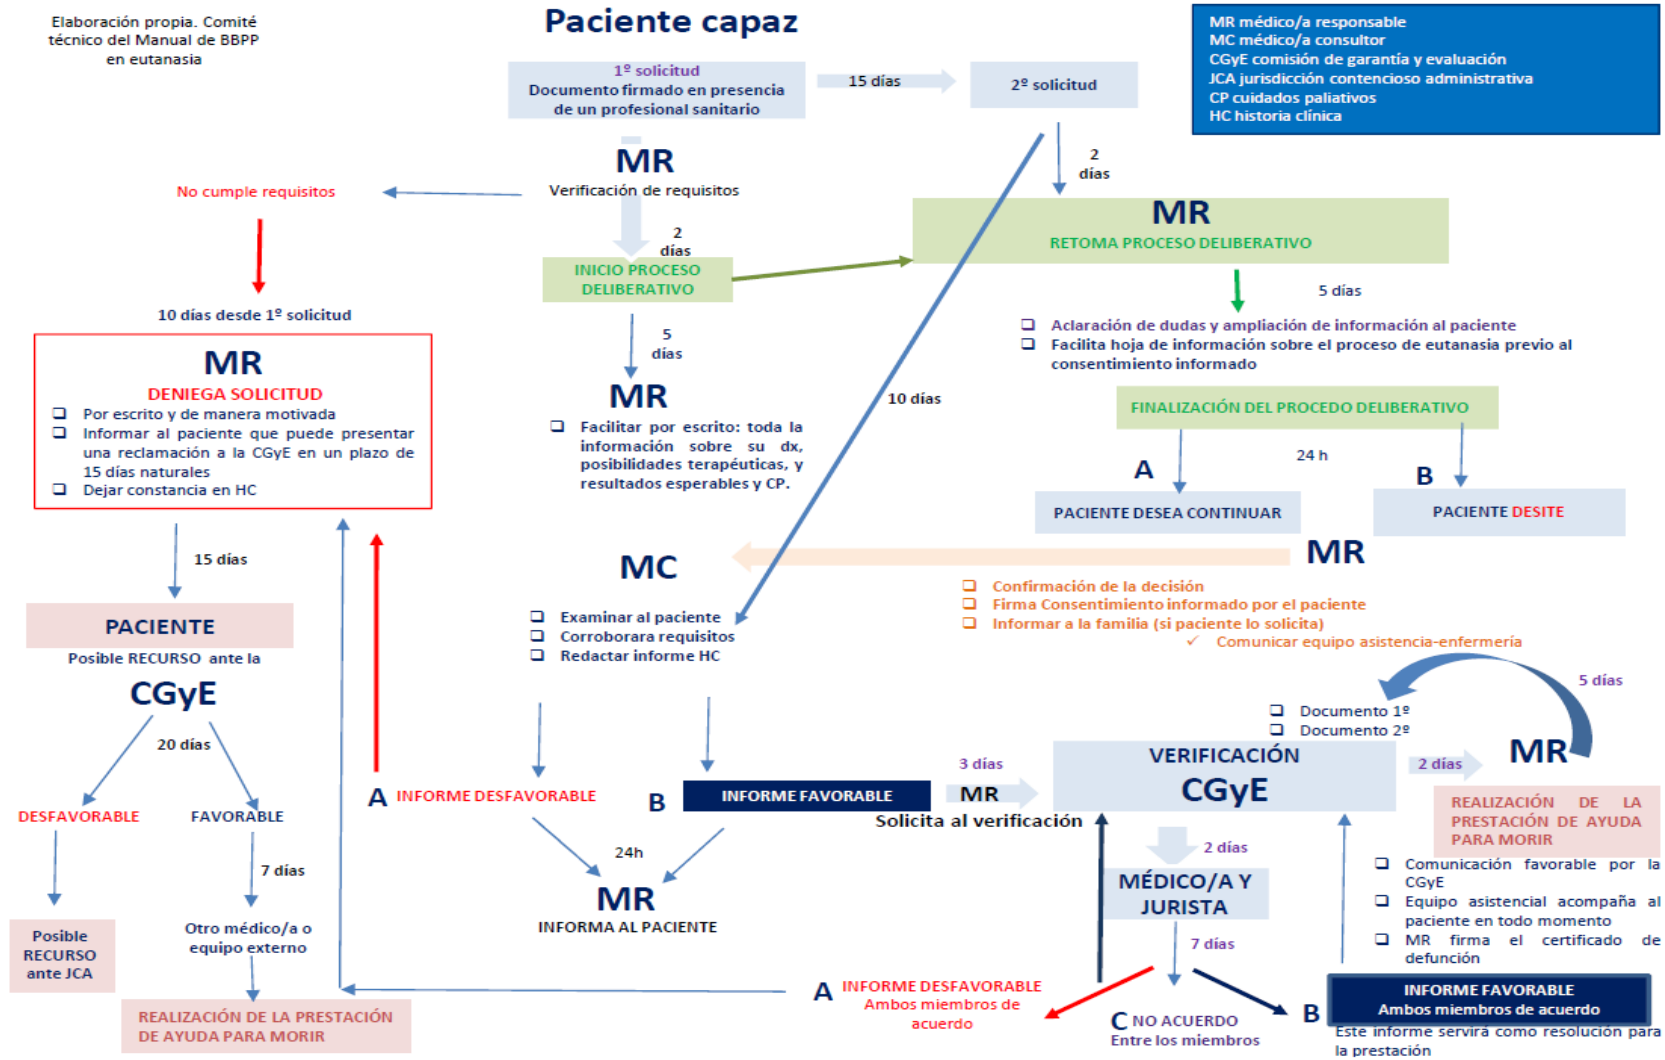 Elaboración propia. Comité
técnico del Manual de BBPP
en eutanasia
Paciente capaz
MR médico/a responsable
MC médico/a consultor
CGyE comisión de garantía y evaluación
JCA jurisdicción contencioso administrativa
CP cuidados paliativos
HC historia clínica
1º solicitud
Documento firmado en presencia
de un profesional sanitario
15 días
2º solicitud
MR
Verificación de requisitos
No cumple requisitos
2
días
2
días
MR
RETOMA PROCESO DELIBERATIVO
INICIO PROCESO
DELIBERATIVO
5 días
10 días desde 1º solicitud
MR
DENIEGA SOLICITUD
❑ Por escrito y de manera motivada
❑ Informar al paciente que puede presentar
una reclamación a la CGyE en un plazo de
15 días naturales
❑ Dejar constancia en HC
5
días
MR
❑ Facilitar por escrito: toda la
información sobre su dx,
posibilidades terapéuticas, y
resultados esperables y CP.
10 días
❑ Aclaración de dudas y ampliación de información al paciente
❑ Facilita hoja de información sobre el proceso de eutanasia previo al
consentimiento informado
FINALIZACIÓN DEL PROCEDO DELIBERATIVO
A
24 h
B
PACIENTE DESEA CONTINUAR
PACIENTE DESITE
15 días
MC
MR
❑ Examinar al paciente
❑ Corroborara requisitos
❑ Redactar informe HC
❑ Confirmación de la decisión
❑ Firma Consentimiento informado por el paciente
❑ Informar a la familia (si paciente lo solicita)
✓ Comunicar equipo asistencia-enfermería
PACIENTE
Posible RECURSO ante la
CGyE
20 días
DESFAVORABLE
FAVORABLE
7 días
Posible
RECURSO
ante JCA
Otro médico/a o
equipo externo
REALIZACIÓN DE LA PRESTACIÓN
DE AYUDA PARA MORIR
A INFORME DESFAVORABLE
B INFORME FAVORABLE
24h
MR
INFORMA AL PACIENTE
3 días
MR
Solicita al verificación
❑ Documento 1º
❑ Documento 2º
VERIFICACIÓN
CGyE
5 días
2 días
MR
REALIZACIÓN DE LA
PRESTACIÓN DE AYUDA
PARA MORIR
❑ Comunicación favorable por la
CGyE
❑ Equipo asistencial acompaña al
paciente en todo momento
❑ MR firma el certificado de
defunción
2 días
MÉDICO/A Y
JURISTA
7 días
A INFORME DESFAVORABLE
Ambos miembros de
acuerdo
C NO ACUERDO
Entre los miembros
B
INFORME FAVORABLE
Ambos miembros de acuerdo
Este informe servirá como resolución para
la prestación